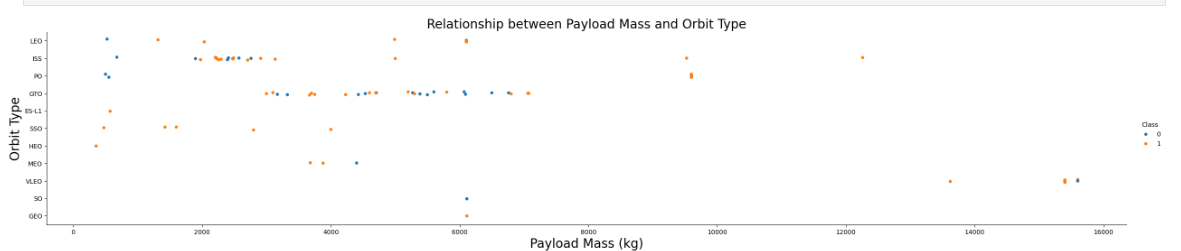 Relationship between Payload Mass and Orbit Type
Orbit Type
LEO
ISS
PO
GTO
ES-L1
SSO
HEO
MEO
VLEO
SO
GEO
Class
0
1
0 2000 4000 6000 8000 10000 12000 14000 16000
Payload Mass (kg)